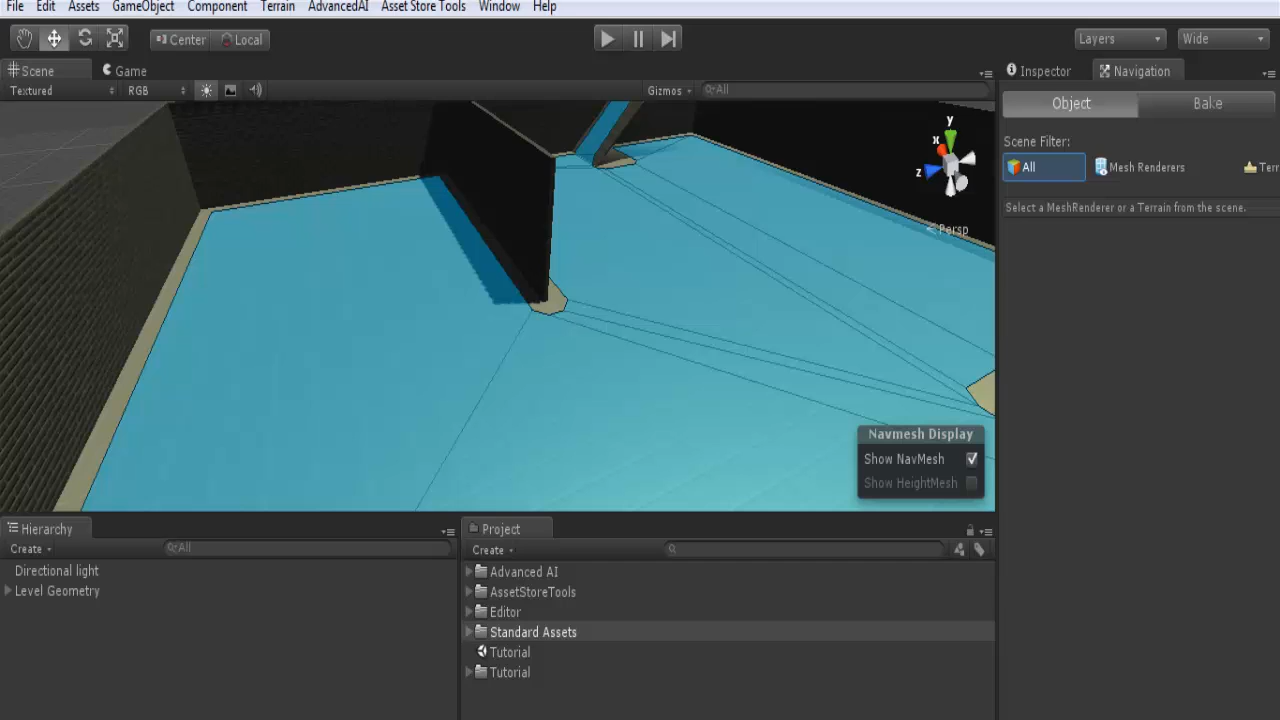 File Edit Assets GameObject Component Terrain AdvancedAI Asset Store Tools Window Help
Center Local Layers Wide
Scene Game Inspector Navigation
Textured RGB Gizmos All
Object Bake
y
x
z
Persp
Scene Filter:
All Mesh Renderers Terr
Select a MeshRenderer or a Terrain from the scene.
Navmesh Display
Show NavMesh
Show HeightMesh
Hierarchy Project
Create All Create
Directional light
Level Geometry
Advanced AI
AssetStoreTools
Editor
Standard Assets
Tutorial
Tutorial